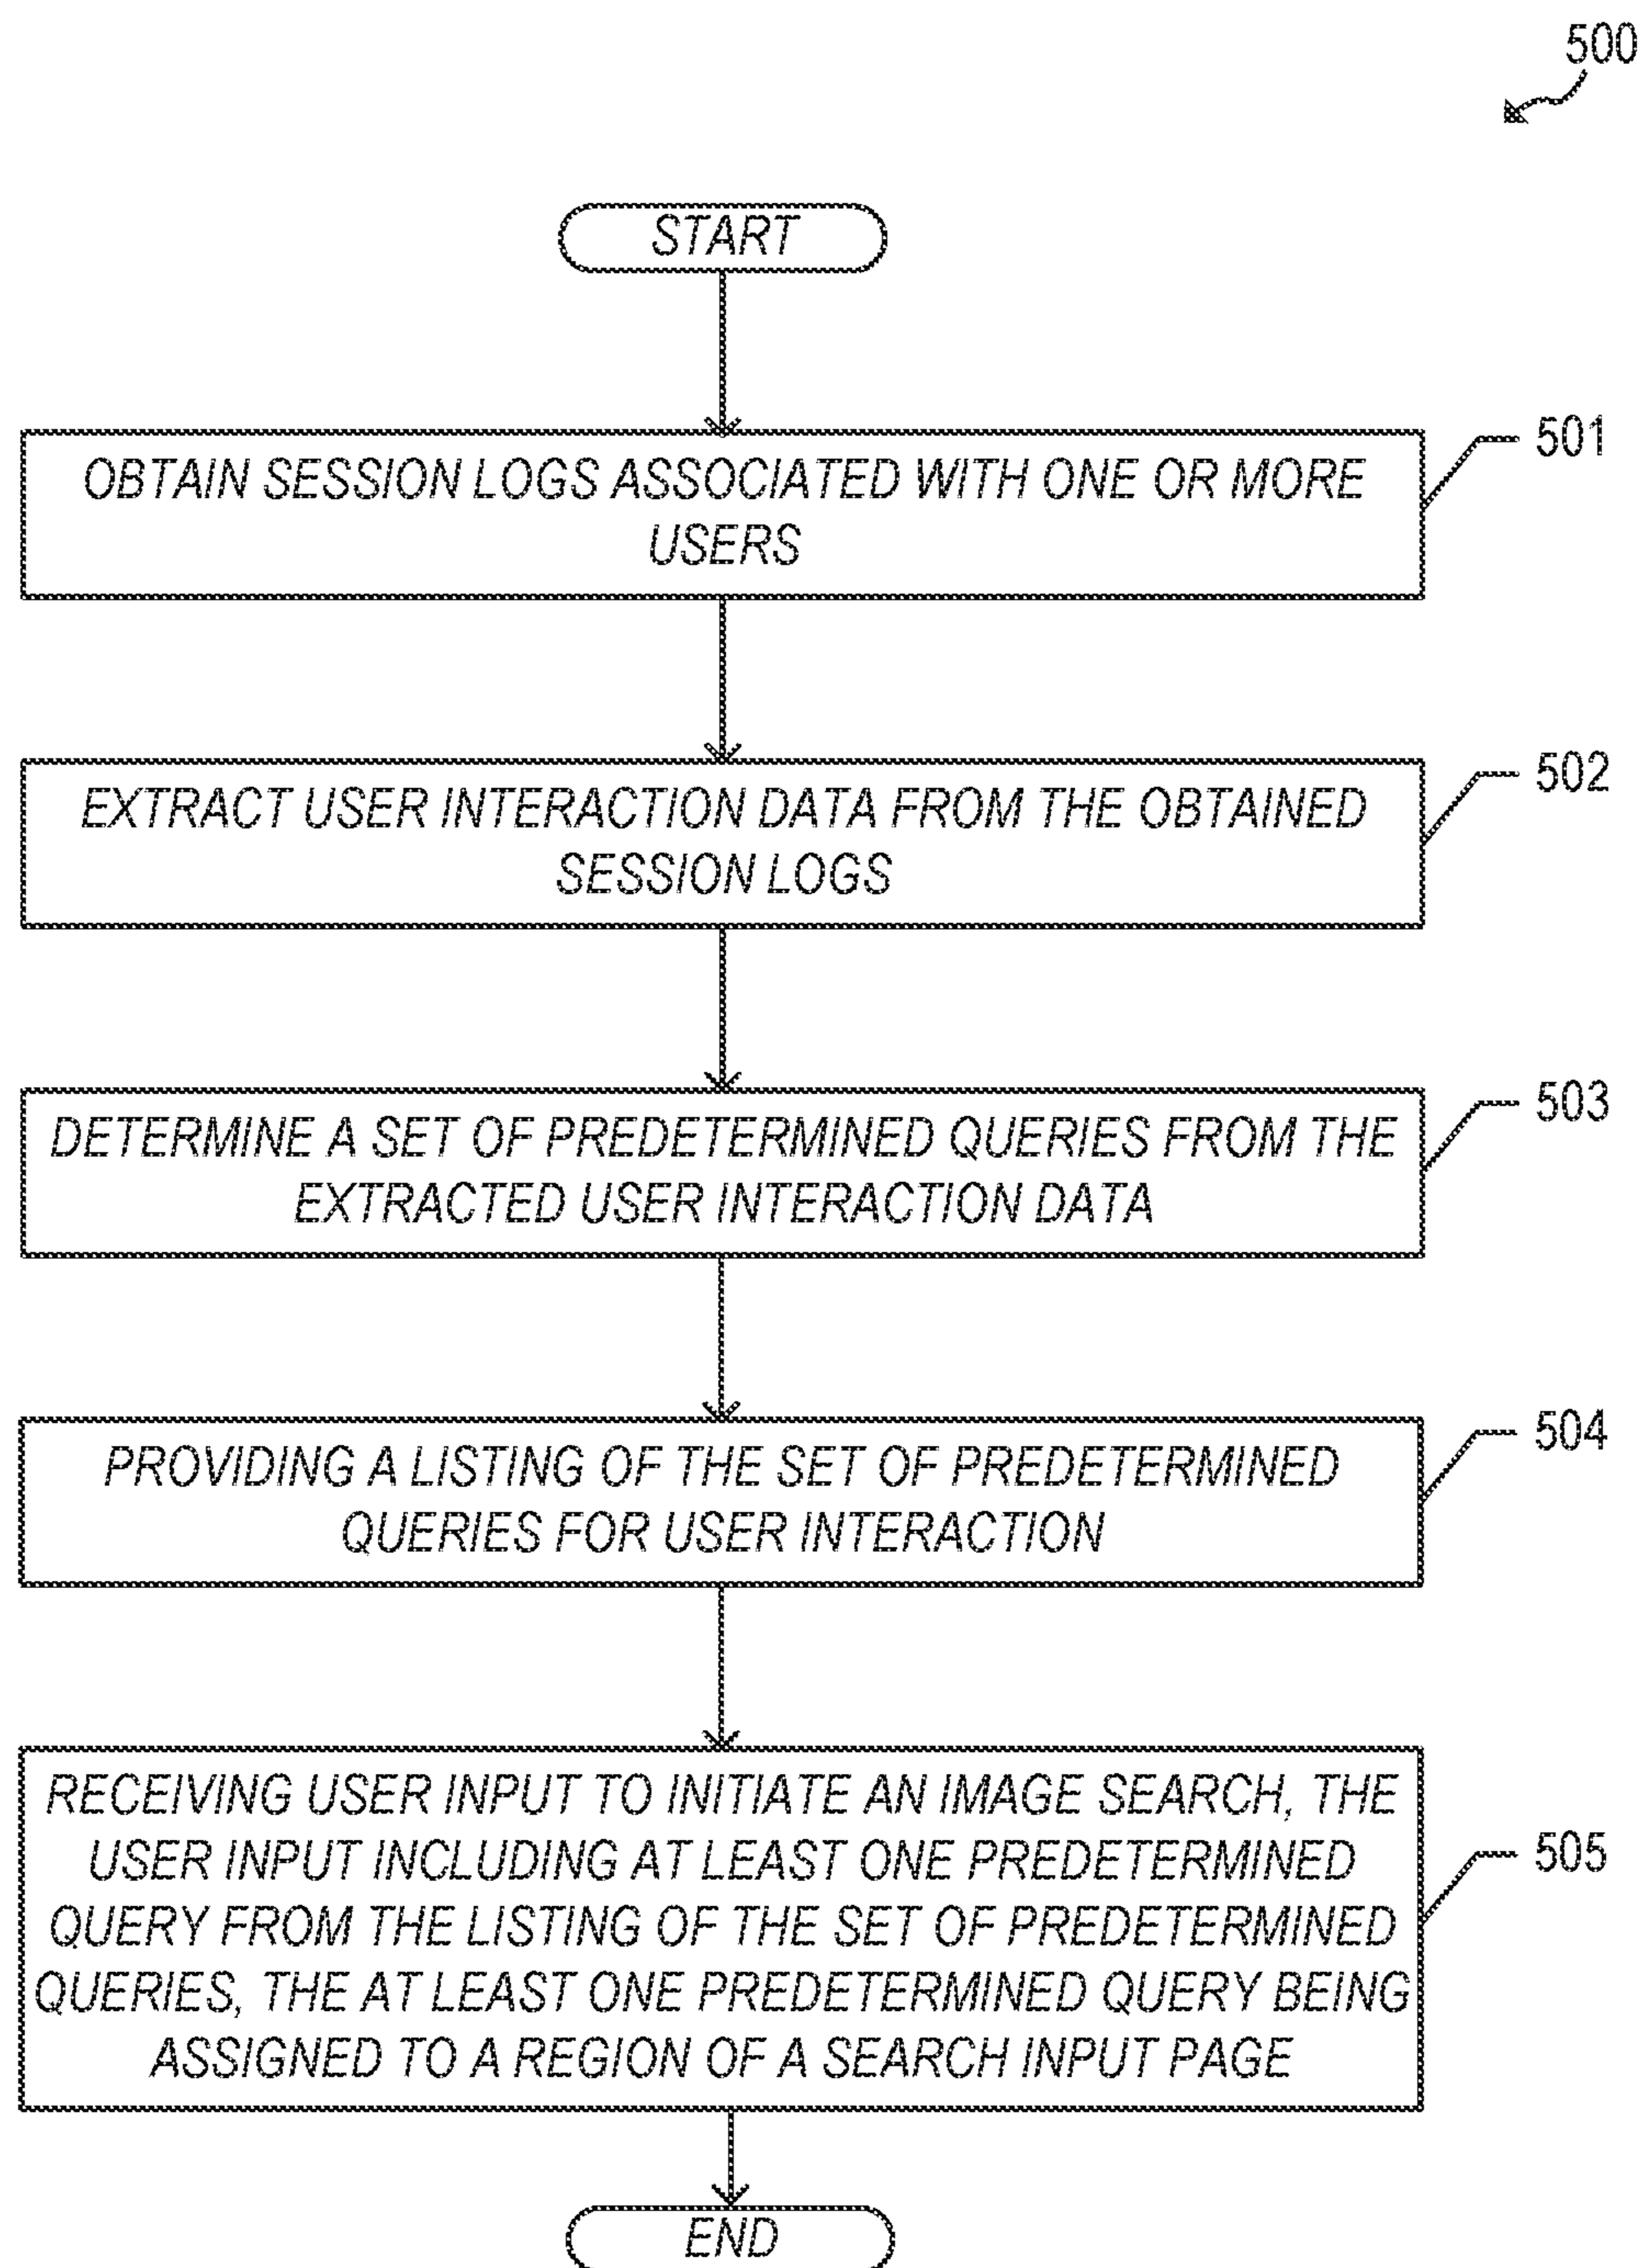 500
START
OBTAIN SESSION LOGS ASSOCIATED WITH ONE OR MORE
USERS
501
EXTRACT USER INTERACTION DATA FROM THE OBTAINED
SESSION LOGS
502
DETERMINE A SET OF PREDETERMINED QUERIES FROM THE
EXTRACTED USER INTERACTION DATA
503
PROVIDING A LISTING OF THE SET OF PREDETERMINED
QUERIES FOR USER INTERACTION
504
RECEIVING USER INPUT TO INITIATE AN IMAGE SEARCH, THE
USER INPUT INCLUDING AT LEAST ONE PREDETERMINED
QUERY FROM THE LISTING OF THE SET OF PREDETERMINED
QUERIES, THE AT LEAST ONE PREDETERMINED QUERY BEING
ASSIGNED TO A REGION OF A SEARCH INPUT PAGE
505
END